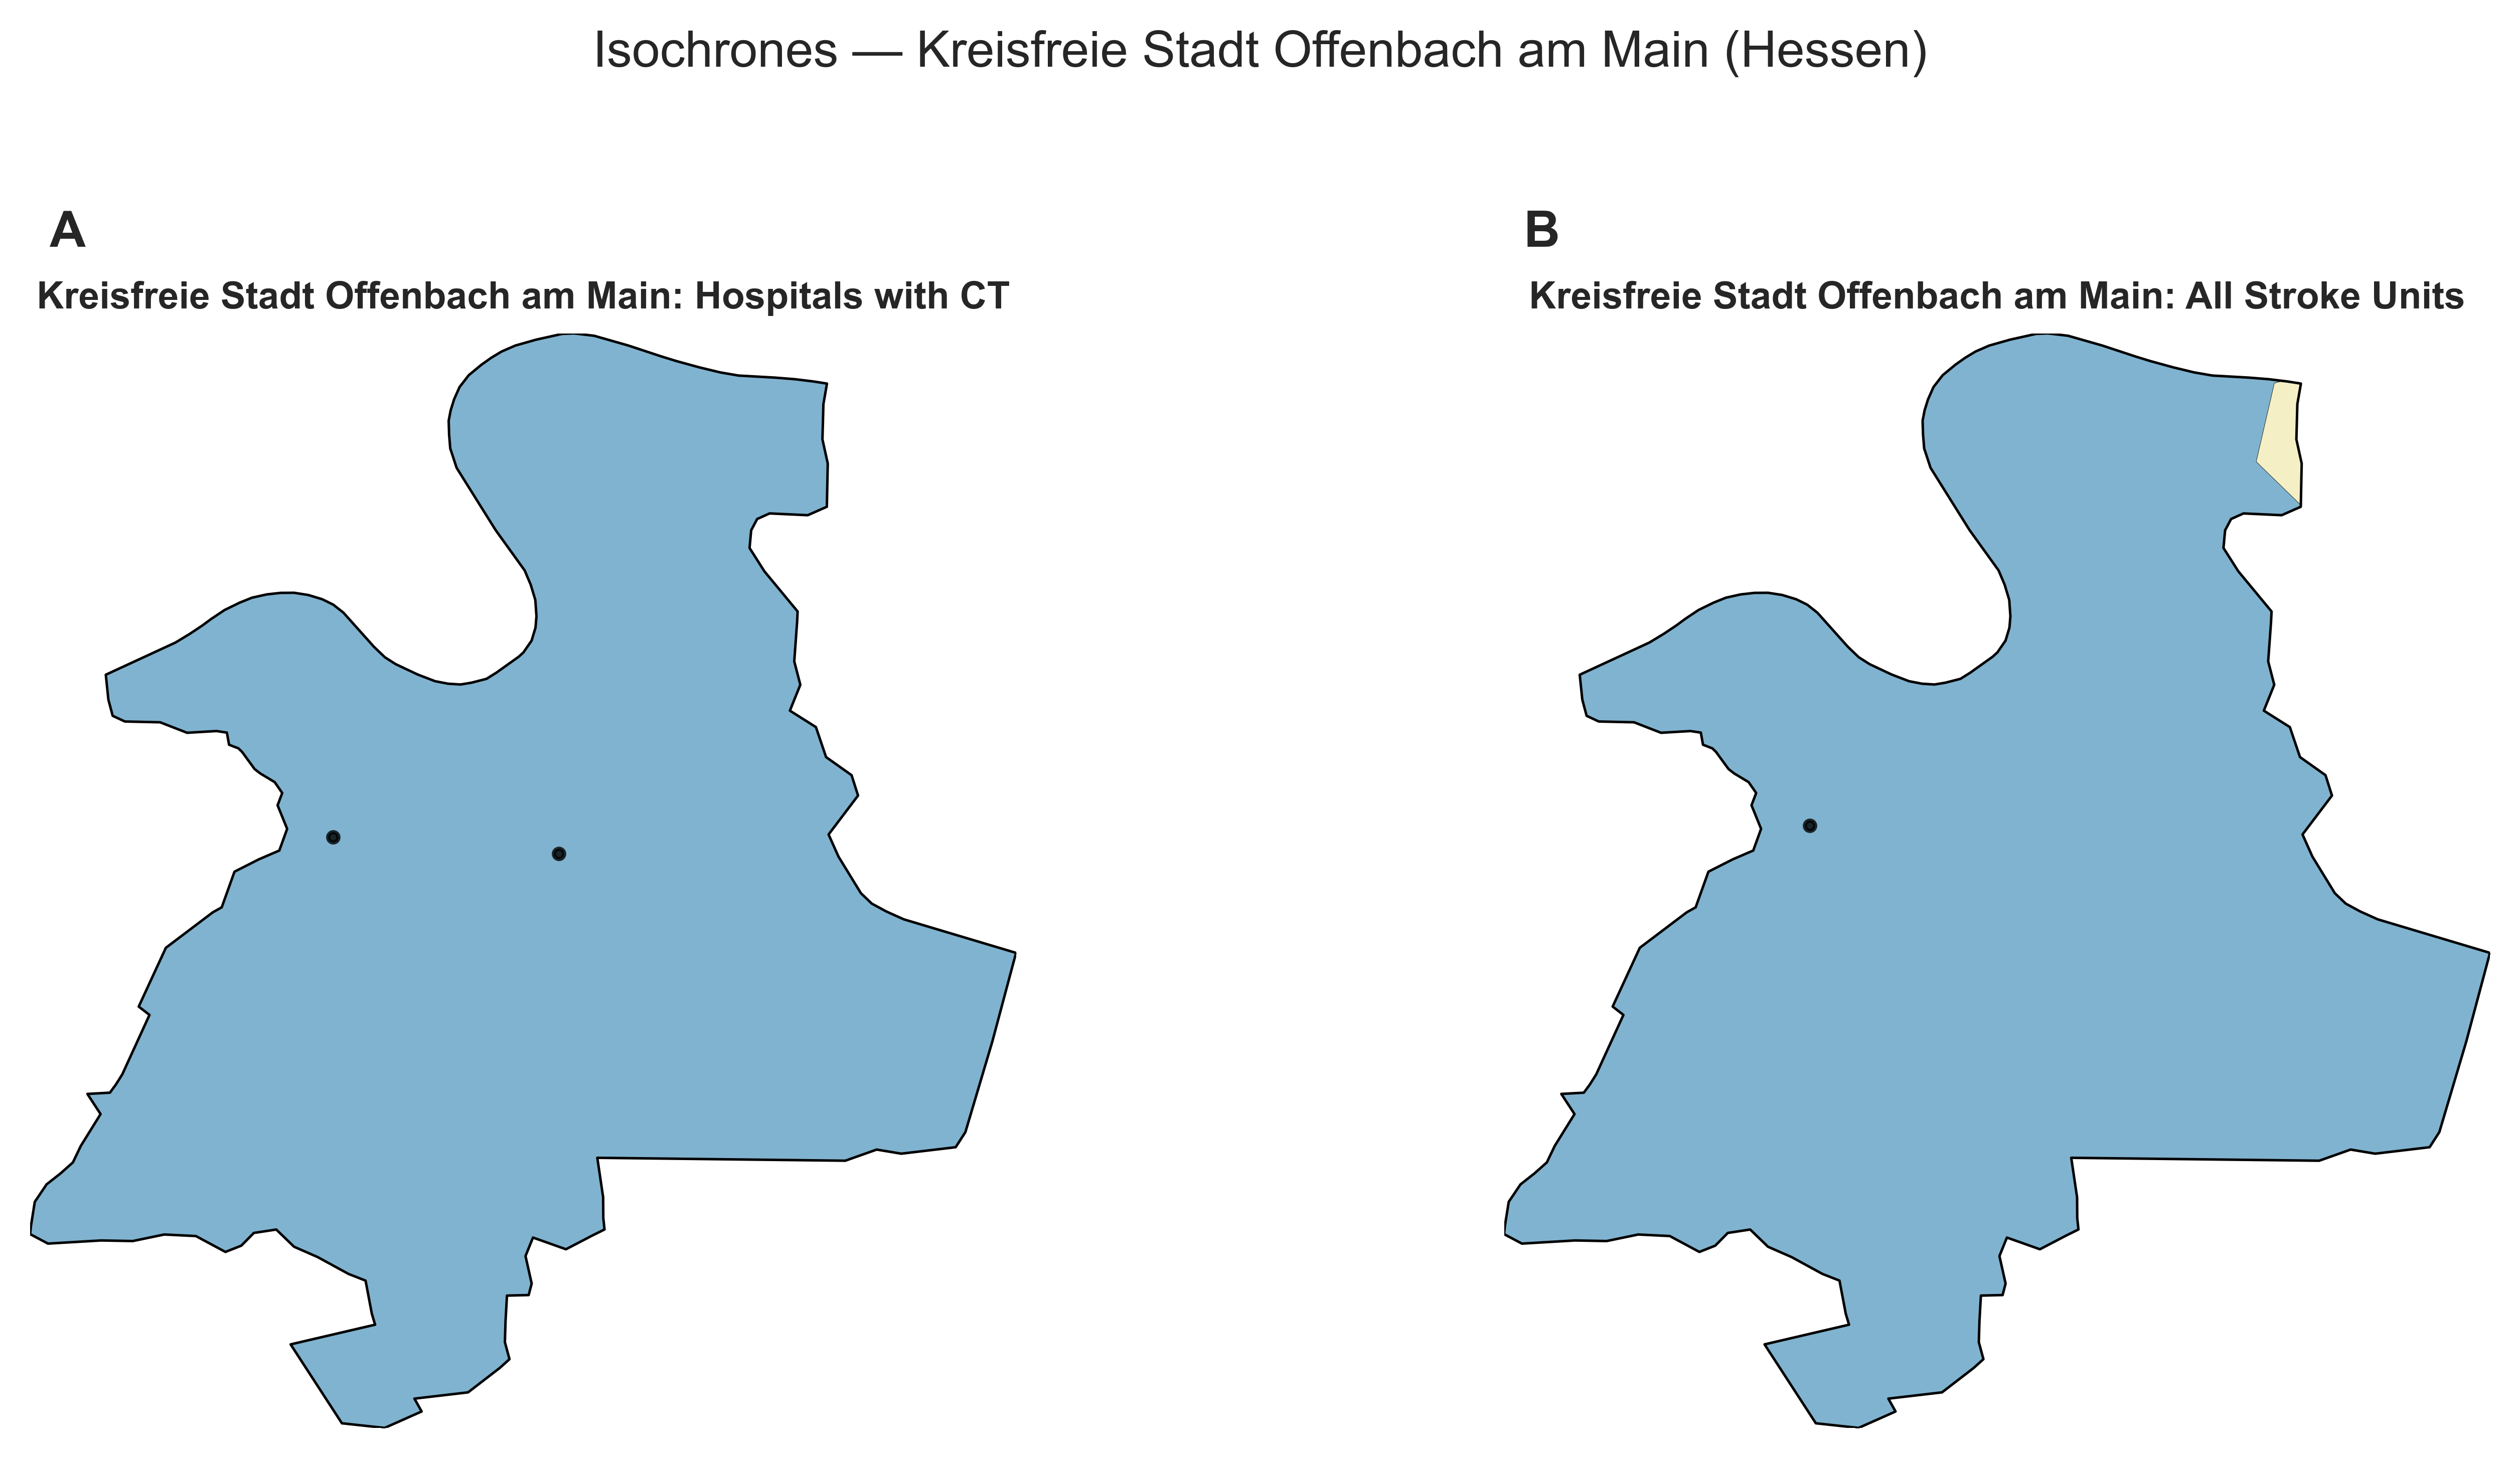 Isochrones — Kreisfreie Stadt Offenbach am Main (Hessen)
A
Kreisfreie Stadt Offenbach am Main: Hospitals with CT
B
Kreisfreie Stadt Offenbach am Main: All Stroke Units